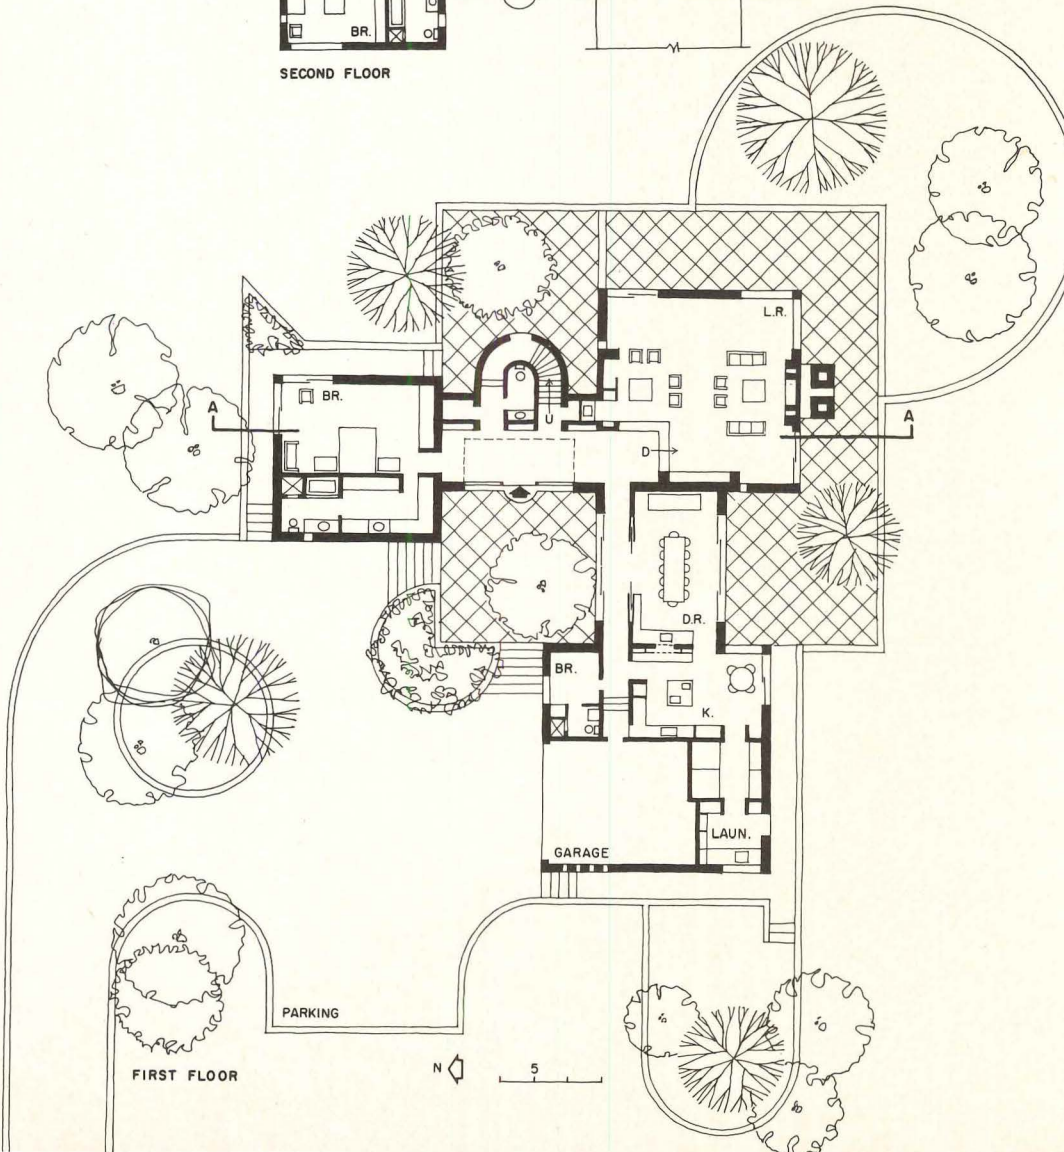 BR.
SECOND FLOOR
L.R.
A
BR.
A
U
D
D.R.
BR.
K.
LAUN.
GARAGE
PARKING
N
5
FIRST FLOOR